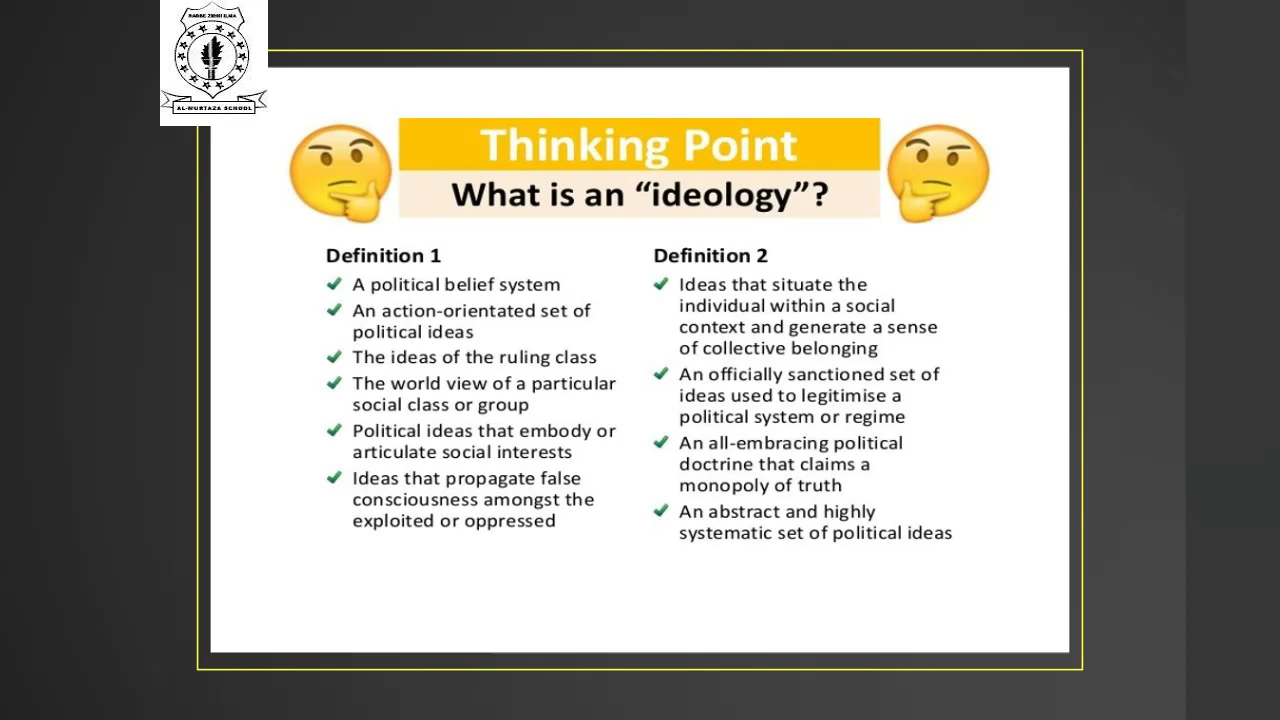 RABBE ZIDNI ILMA
AL-MURTAZA SCHOOL
Thinking Point
What is an “ideology”?
Definition 1
A political belief system
An action-orientated set of
political ideas
The ideas of the ruling class
The world view of a particular
social class or group
Political ideas that embody or
articulate social interests
Ideas that propagate false
consciousness amongst the
exploited or oppressed
Definition 2
Ideas that situate the
individual within a social
context and generate a sense
of collective belonging
An officially sanctioned set of
ideas used to legitimise a
political system or regime
An all-embracing political
doctrine that claims a
monopoly of truth
An abstract and highly
systematic set of political ideas